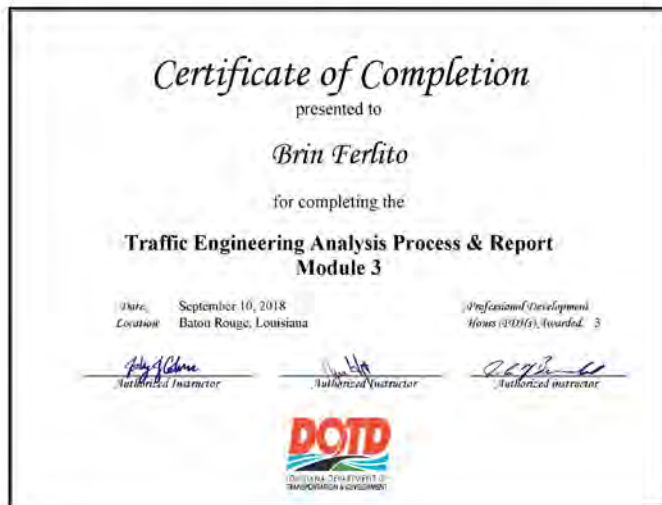 Certificate of Completion
presented to
Brin Ferlito
for completing the
Traffic Engineering Analysis Process & Report
Module 3
Date: September 10, 2018
Location Baton Rouge, Louisiana
Professional Development
Hours (PDHs) Awarded 3
Authorized Instructor
Authorized Instructor
Authorized instructor
DOTD
LOUISIANA DEPARTMENT OF
TRANSPORTATION & DEVELOPMENT